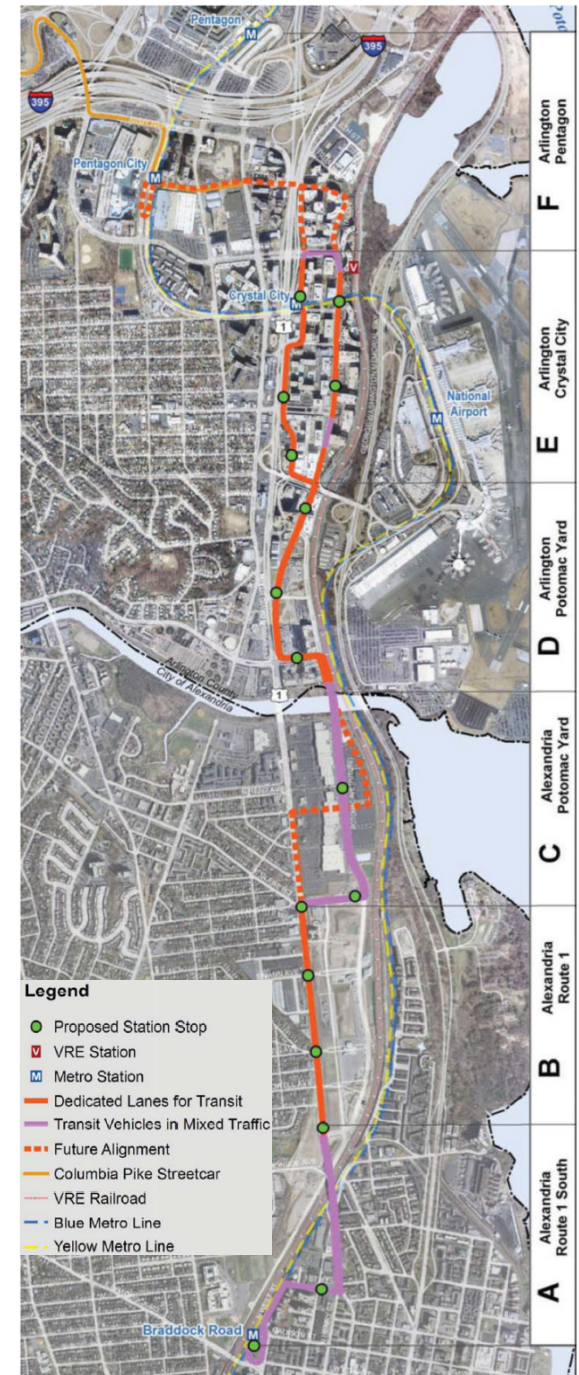 Pentagon
M
395
395
Pentagon City
M
Arlington
Pentagon
F
V
Crystal City
M
1
Arlington
Crystal City
E
National
Airport
M
Arlington
Potomac Yard
D
Arlington County
City of Alexandria
1
Alexandria
Potomac Yard
C
Alexandria
Route 1
B
Legend
Proposed Station Stop
V VRE Station
M Metro Station
Dedicated Lanes for Transit
Transit Vehicles in Mixed Traffic
Future Alignment
Columbia Pike Streetcar
VRE Railroad
Blue Metro Line
Yellow Metro Line
Alexandria
Route 1 South
A
Braddock Road
M